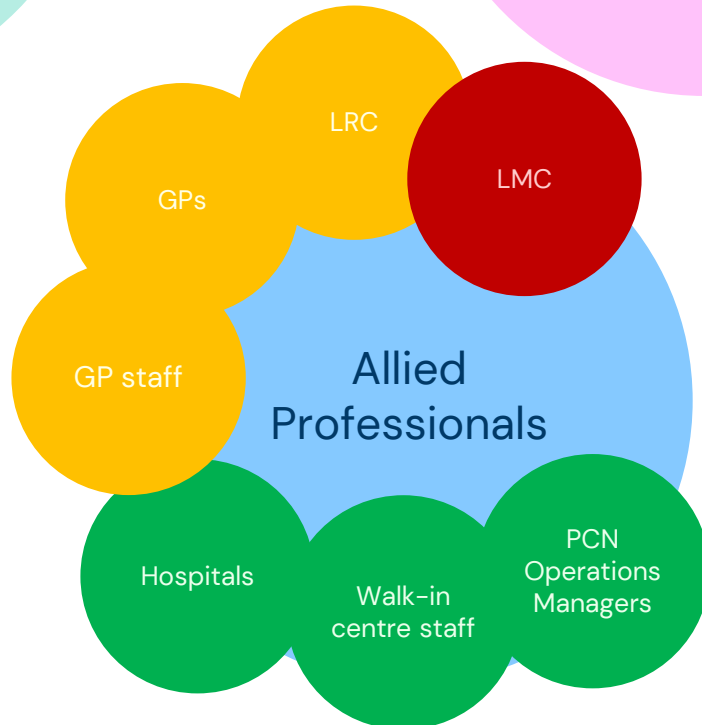 LRC
LMC
GPs
GP staff
Allied
Professionals
Hospitals
Walk-in
centre staff
PCN
Operations
Managers